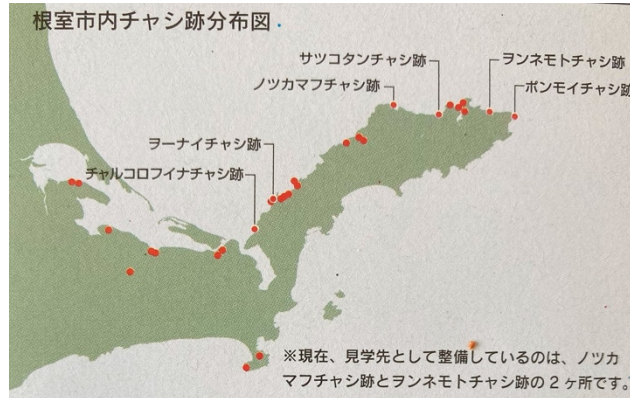 根室市内チャシ跡分布図
サツコタンチャシ跡
ヲンネモトチャシ跡
ノツカマフチャシ跡
ポンモイチャシ跡
ヲーナイチャシ跡
チャルコロフイナチャシ跡
※現在、見学先として整備しているのは、ノツカ
マフチャシ跡とヲンネモトチャシ跡の2ヶ所です。